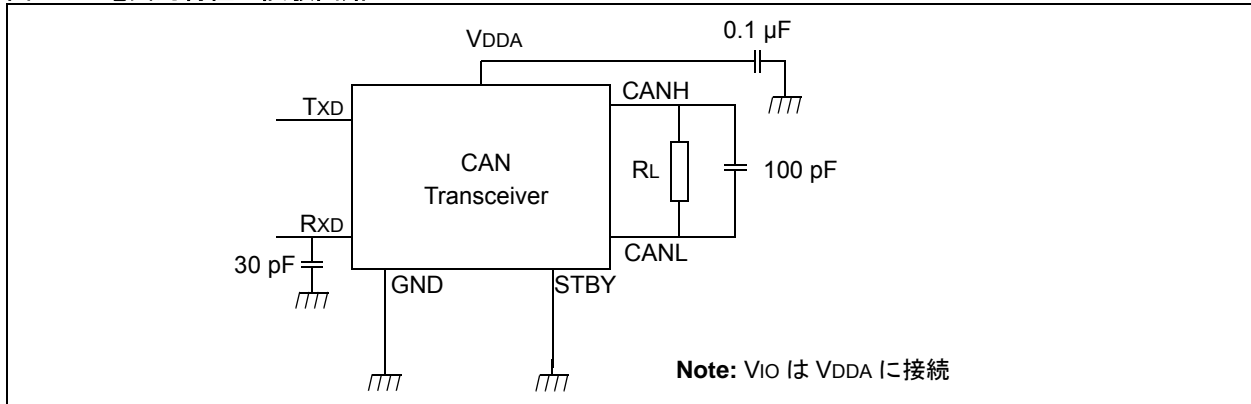 VDDA
0.1 µF
TXD
CANH
CAN
Transceiver
RL
100 pF
RXD
CANL
30 pF
GND
STBY
Note: VIO は VDDA に接続